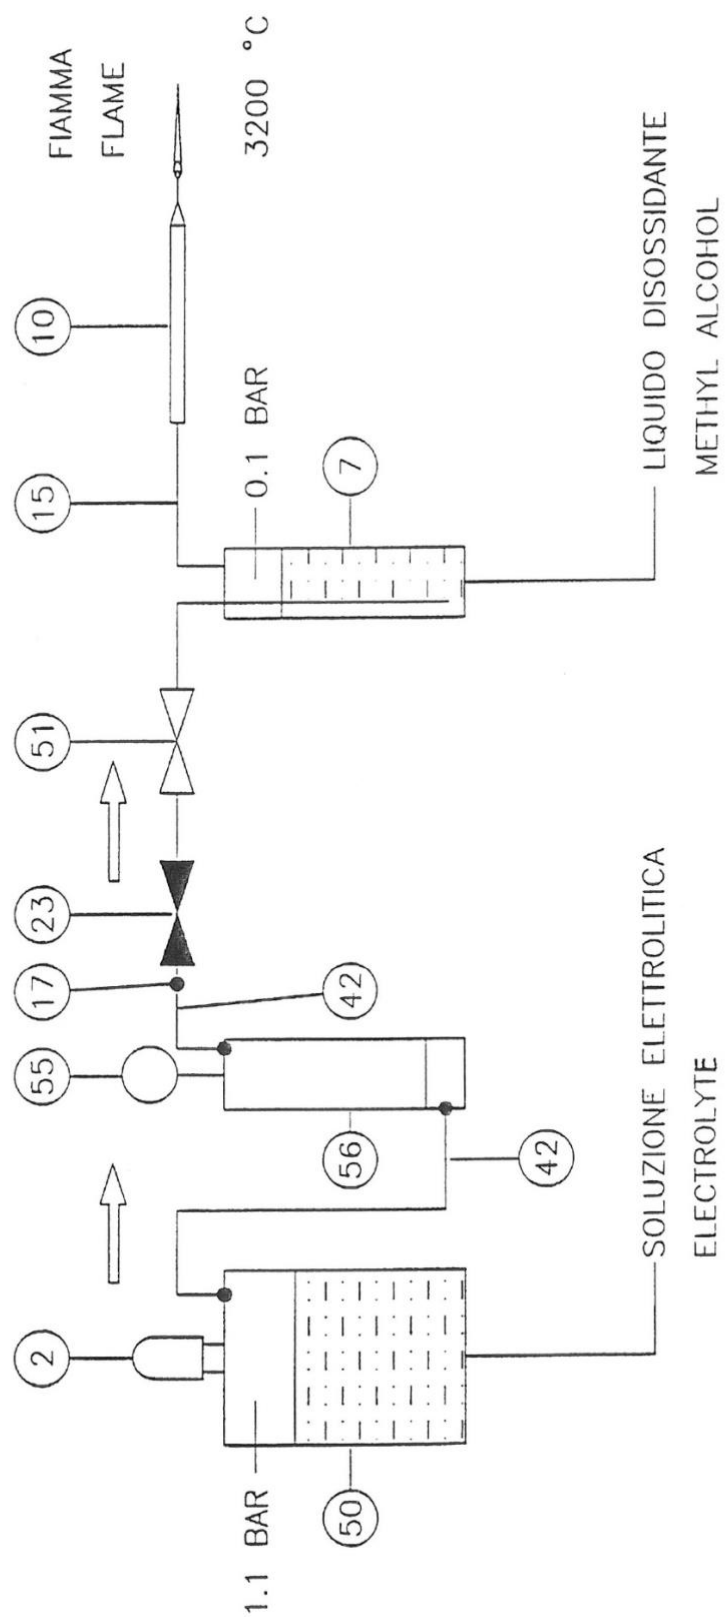 FIAMMA
FLAME
3200 °C
10
15
0.1 BAR
7
LIQUIDO DISOSSIDANTE
METHYL ALCOHOL
51
23
17
42
55
56
42
2
1.1 BAR
50
SOLUZIONE ELETTROLITICA
ELECTROLYTE